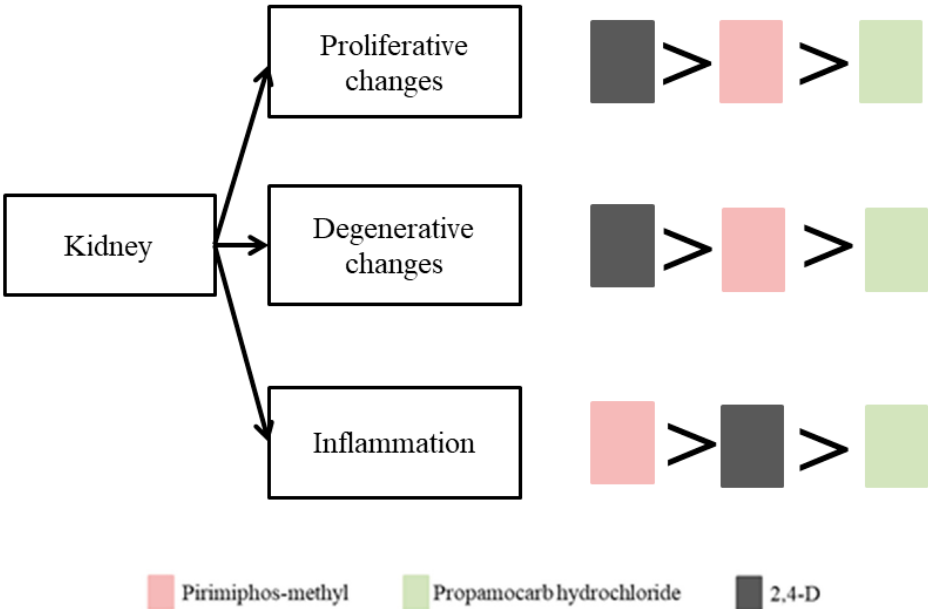 Proliferative
changes
> >
Kidney
Degenerative
changes
> >
Inflammation
> >
Pirimiphos-methyl
Propamocarb hydrochloride
2,4-D